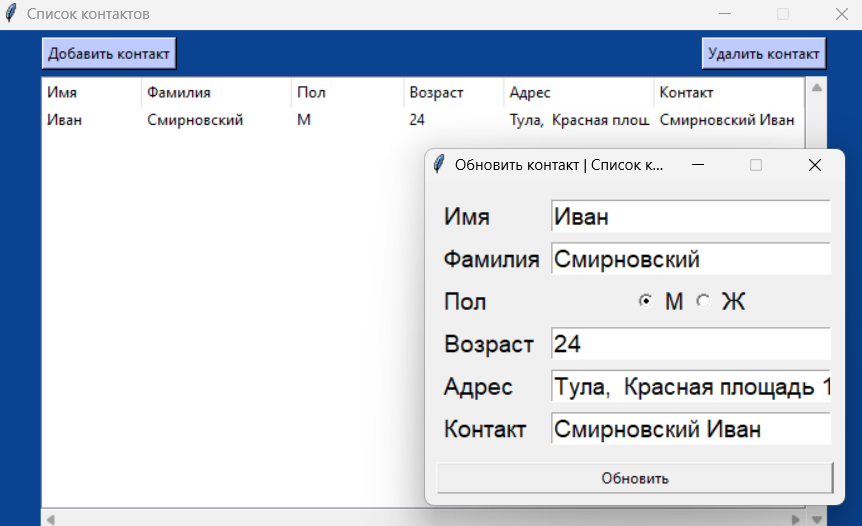 Список контактов
Добавить контакт Удалить контакт
Имя Фамилия Пол Возраст Адрес Контакт
Иван Смирновский М 24 Тула, Красная площ Смирновский Иван
Обновить контакт | Список к...
Имя Иван
Фамилия Смирновский
Пол М Ж
Возраст 24
Адрес Тула, Красная площадь 1
Контакт Смирновский Иван
Обновить